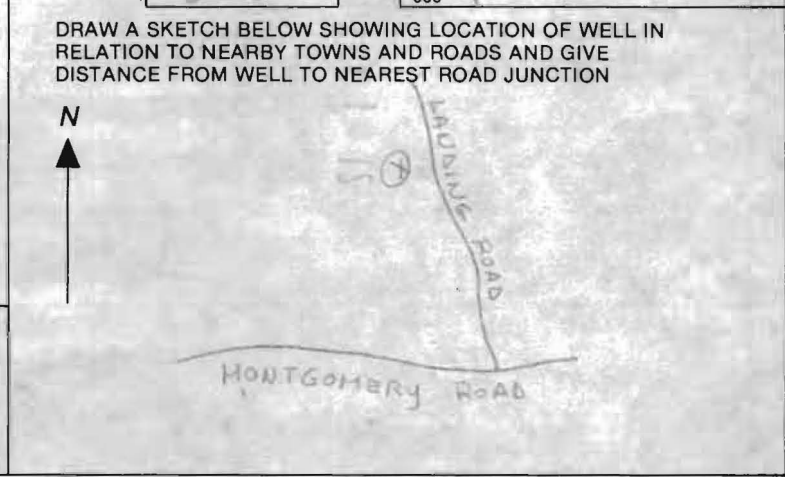 DRAW A SKETCH BELOW SHOWING LOCATION OF WELL IN
RELATION TO NEARBY TOWNS AND ROADS AND GIVE
DISTANCE FROM WELL TO NEAREST ROAD JUNCTION
N
LANDING ROAD
MONTGOMERY ROAD